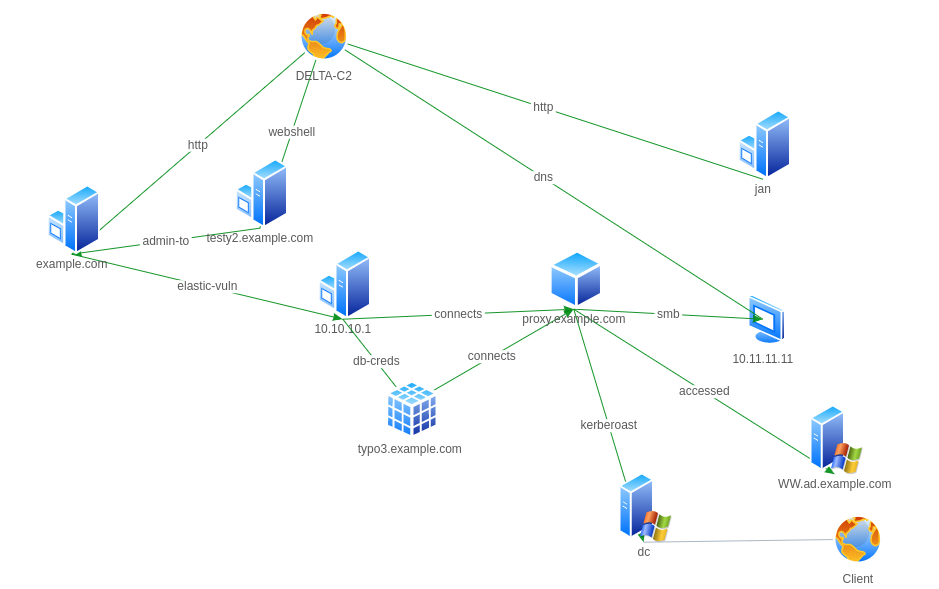 DELTA-C2
http
http
webshell
dns
jan
admin-to
testy2.example.com
example.com
elastic-vuln
connects
proxy.example.com
smb
10.10.10.1
db-creds
connects
10.11.11.11
accessed
kerberoast
typo3.example.com
WW.ad.example.com
dc
Client